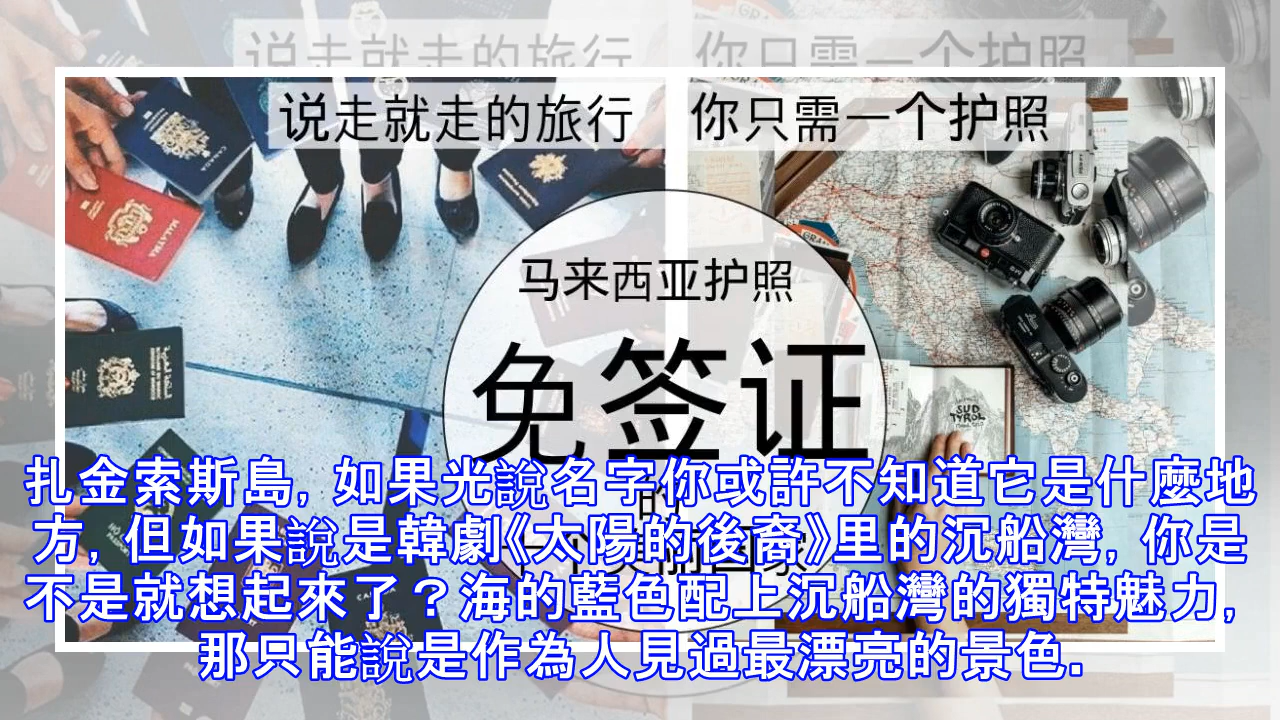 说走就走的旅行 你只需一个护照
说走就走的旅行 你只需一个护照
CANADA
MALAYSIA
马来西亚护照
免签证
的
SUD
TYROL
扎金索斯島, 如果光說名字你或許不知道它是什麼地
方, 但如果說是韓劇《太陽的後裔》里的沉船灣, 你是
不是就想起來了？海的藍色配上沉船灣的獨特魅力,
那只能說是作為人見過最漂亮的景色.